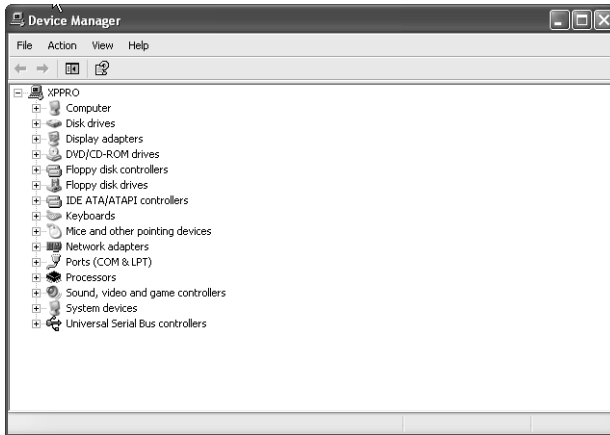 Device Manager
File Action View Help
XPPRO
Computer
Disk drives
Display adapters
DVD/CD-ROM drives
Floppy disk controllers
Floppy disk drives
IDE ATA/ATAPI controllers
Keyboards
Mice and other pointing devices
Network adapters
Ports (COM & LPT)
Processors
Sound, video and game controllers
System devices
Universal Serial Bus controllers